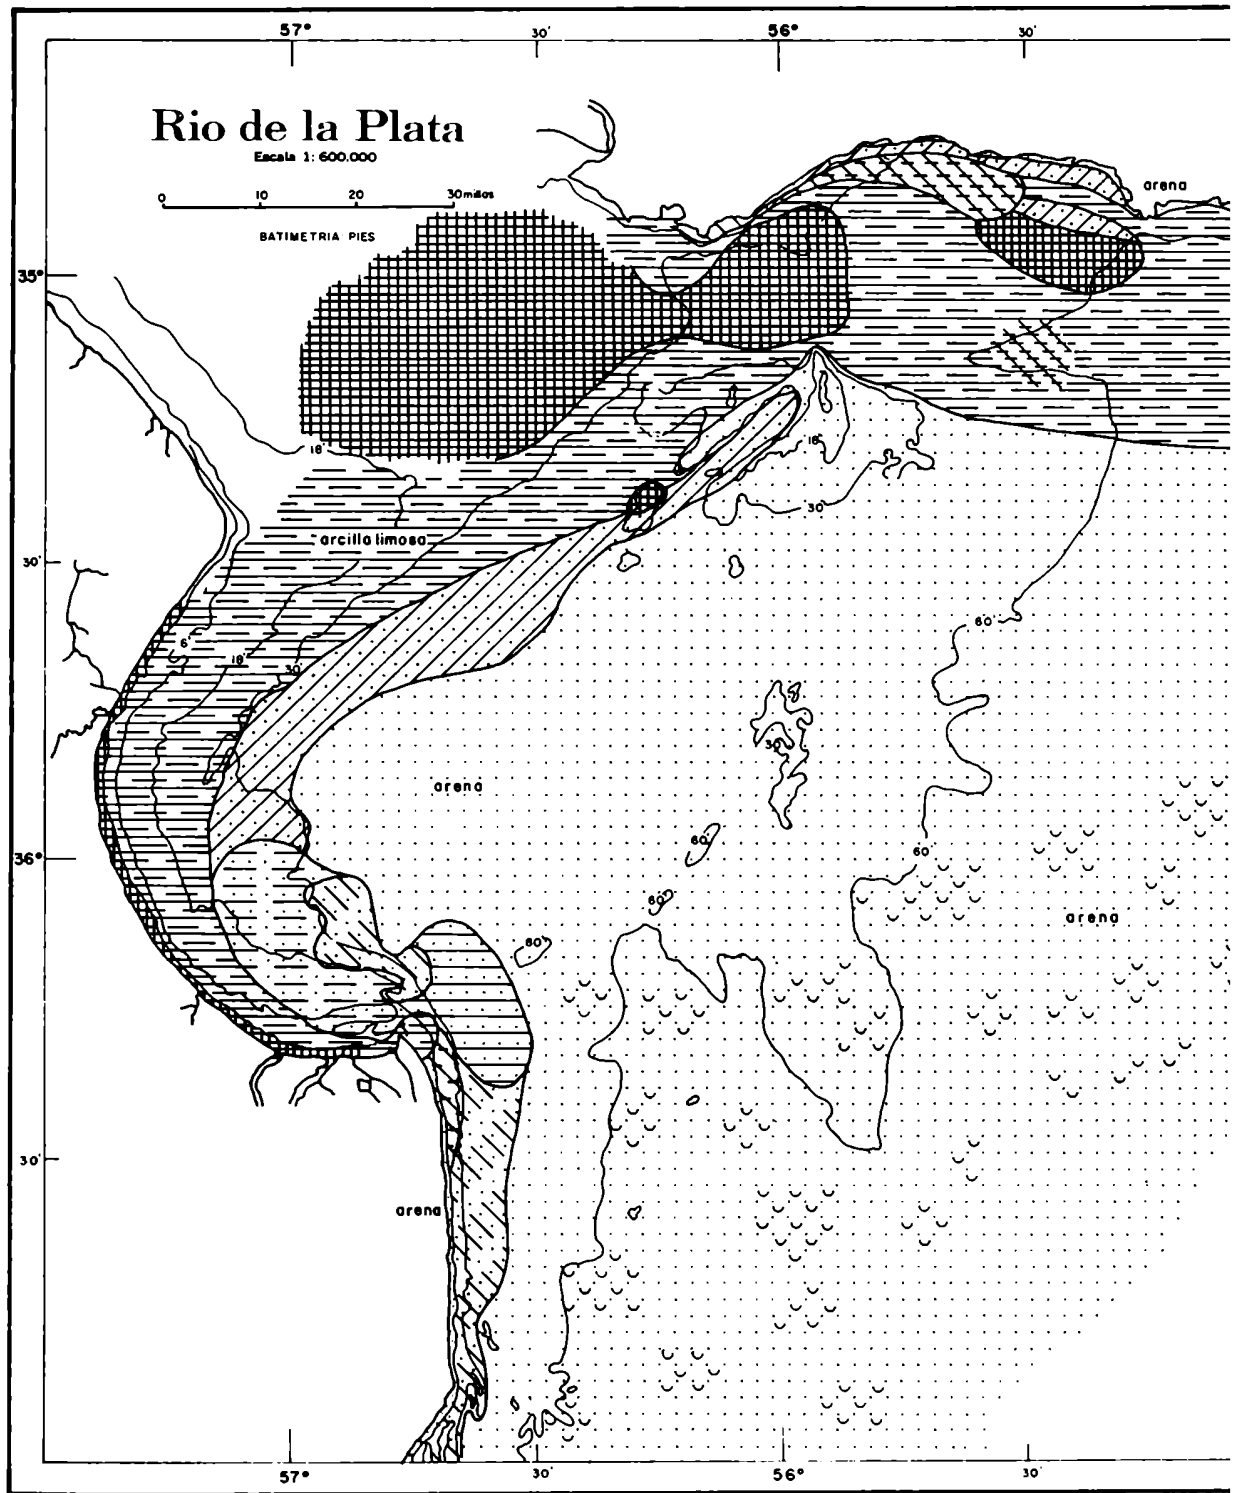 57°
30'
56°
30'
Rio de la Plata
Escala 1:600.000
0 10 20 30 millas
BATIMETRIA PIES
arena
35°
18'
18'
30'
arcilla limosa
30'
60'
6'
18'
30'
30'
arena
60'
36°
60
60'
arena
60'
30'
arena
57°
30'
56°
30'